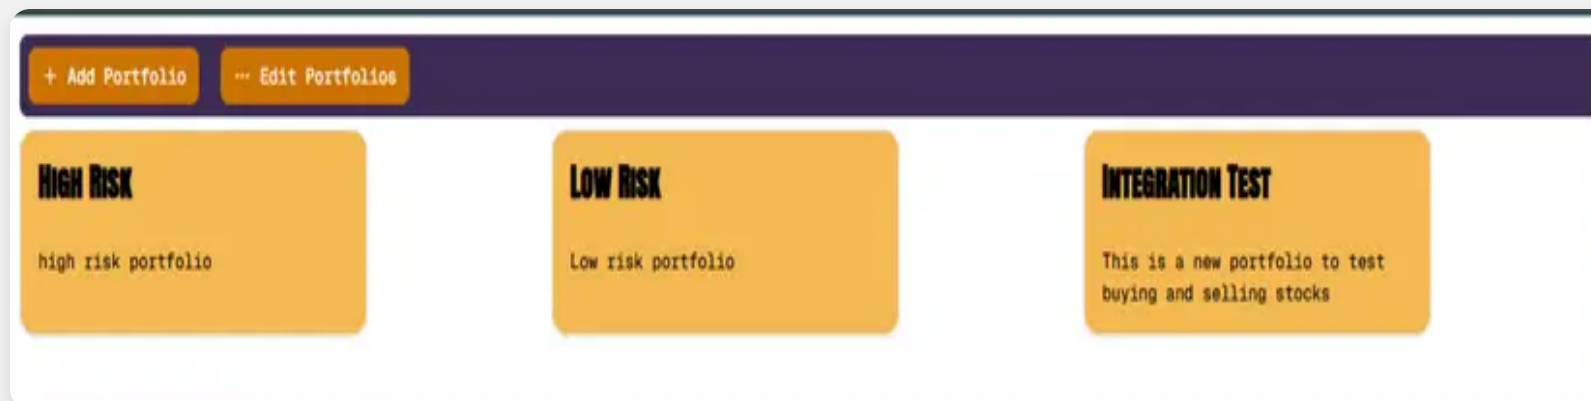 + Add Portfolio
··· Edit Portfolios
High Risk
high risk portfolio
Low Risk
Low risk portfolio
Integration Test
This is a new portfolio to test
buying and selling stocks